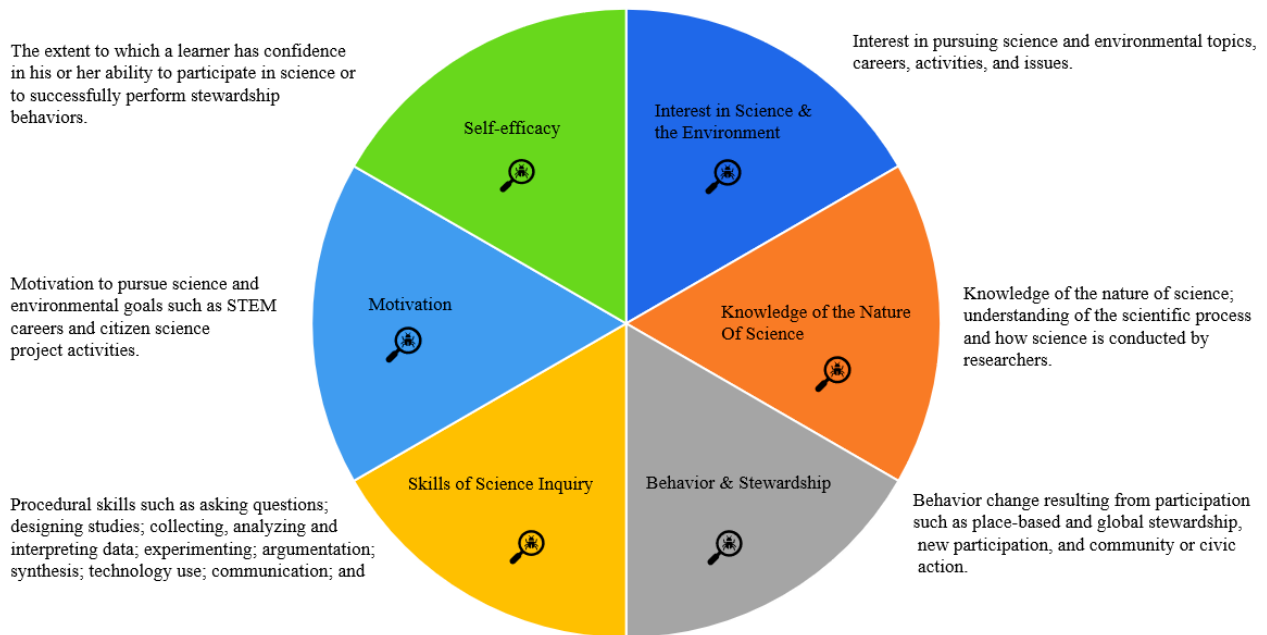 The extent to which a learner has confidence
in his or her ability to participate in science or
to successfully perform stewardship
behaviors.
Self-efficacy
Interest in Science &
the Environment
Interest in pursuing science and environmental topics,
careers, activities, and issues.
Motivation to pursue science and
environmental goals such as STEM
careers and citizen science
project activities.
Motivation
Knowledge of the Nature
Of Science
Knowledge of the nature of science;
understanding of the scientific process
and how science is conducted by
researchers.
Procedural skills such as asking questions;
designing studies; collecting, analyzing and
interpreting data; experimenting; argumentation;
synthesis; technology use; communication; and
Skills of Science Inquiry
Behavior & Stewardship
Behavior change resulting from participation
such as place-based and global stewardship,
new participation, and community or civic
action.